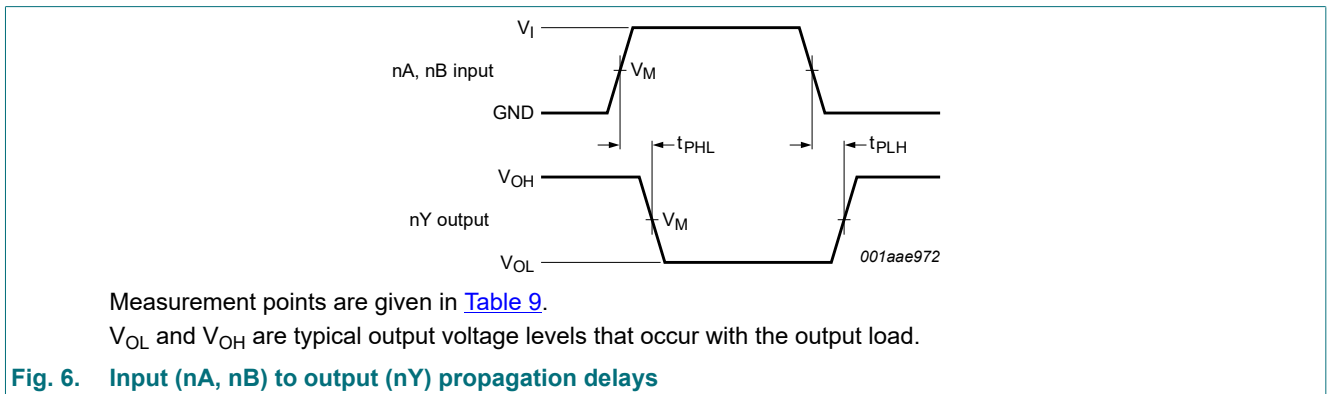 V_I
nA, nB input
V_M
GND
t_PHL
t_PLH
V_OH
nY output
V_M
V_OL
001aae972
Measurement points are given in Table 9.
V_OL and V_OH are typical output voltage levels that occur with the output load.
Fig. 6. Input (nA, nB) to output (nY) propagation delays